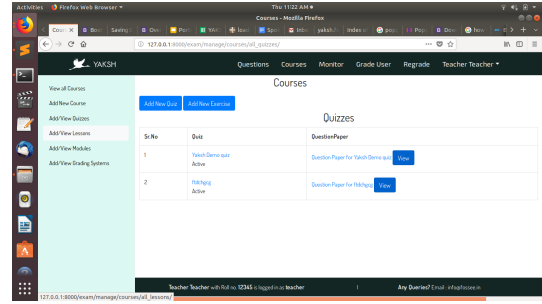 Activities Firefox Web Browser Thu 11:22 AM
Courses - Mozilla Firefox
127.0.0.1:8000/exam/manage/courses/all_quizzes/
YAKSH Questions Courses Monitor Grade User Regrade Teacher Teacher
Courses
View all Courses
Add New Course
Add/View Quizzes
Add/View Lessons
Add/View Modules
Add/View Grading Systems
Add New Quiz Add New Exercise
Quizzes
Sr.No Quiz QuestionPaper
1 Yaksh Demo quiz Question Paper for Yaksh Demo quiz View
Active
2
Active
View
Teacher Teacher with Roll no. 12345 is logged in as teacher | Any Queries? Email : info@fossee.in
127.0.0.1:8000/exam/manage/courses/all_lessons/